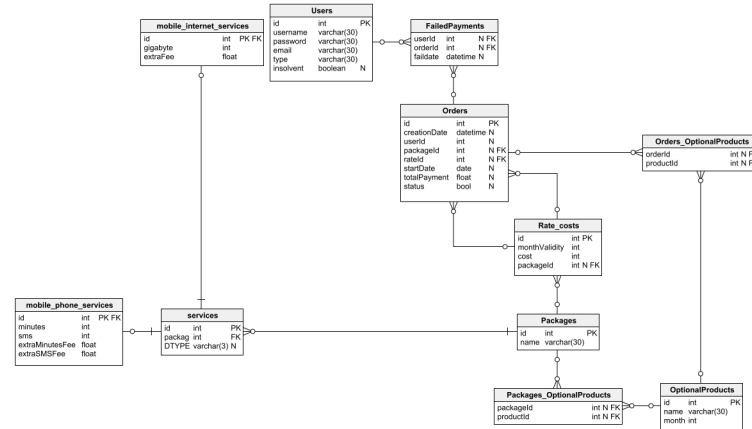 Users
id int PK
username varchar(30)
password varchar(30)
email varchar(30)
type varchar(30)
insolvent boolean N
mobile_internet_services
id int PK FK
gigabyte int
extraFee float
FailedPayments
userId int N FK
orderId int N FK
faildate datetime N
Orders
id int PK
creationDate datetime N
userId int N
packageId int N FK
rateId int N FK
startDate date N
totalPayment float N
status bool N
Orders_OptionalProducts
orderId int N F
productId int N F
Rate_costs
id int PK
monthValidity int
cost int
packageId int N FK
mobile_phone_services
id int PK FK
minutes int
sms int
extraMinutesFee float
extraSMSFee float
services
id int PK
packag int FK
DTYPE varchar(3) N
Packages
id int PK
name varchar(30)
Packages_OptionalProducts
packageId int N FK
productId int N FK
OptionalProducts
id int PK
name varchar(30)
month int